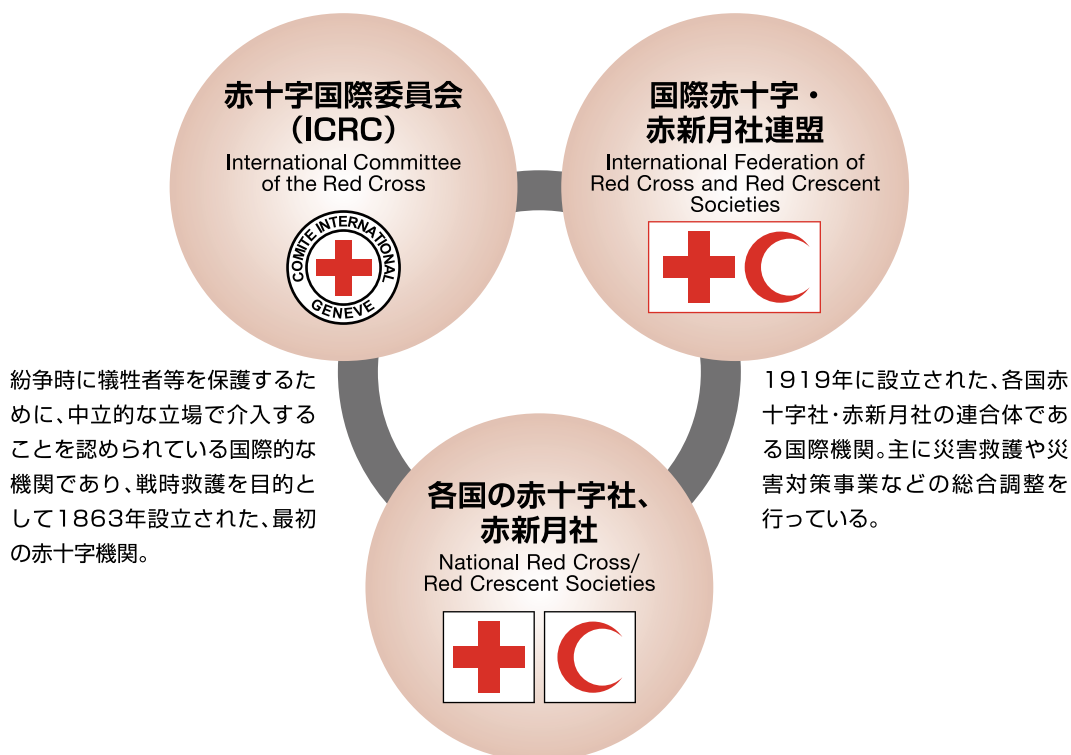 赤十字国際委員会
(ICRC)
International Committee
of the Red Cross
COMITE INTERNATIONAL
GENEVE
国際赤十字・
赤新月社連盟
International Federation of
Red Cross and Red Crescent
Societies
紛争時に犠牲者等を保護するた
めに、中立的な立場で介入する
ことを認められている国際的な
機関であり、戦時救護を目的と
して1863年設立された、最初
の赤十字機関。
1919年に設立された、各国赤
十字社・赤新月社の連合体であ
る国際機関。主に災害救護や災
害対策事業などの総合調整を
行っている。
各国の赤十字社、
赤新月社
National Red Cross/
Red Crescent Societies